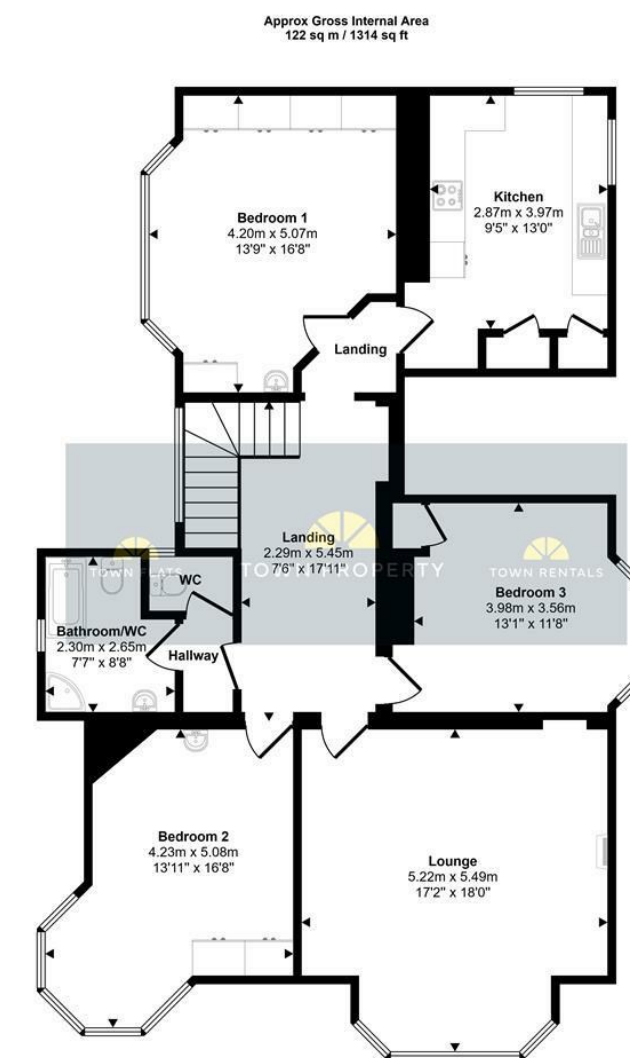 Approx Gross Internal Area
122 sq m / 1314 sq ft
Bedroom 1
4.20m x 5.07m
13'9" x 16'8"
Kitchen
2.87m x 3.97m
9'5" x 13'0"
Landing
Landing
2.29m x 5.45m
7'6" x 17'11"
TOWN FLATS
TOWN PROPERTY
TOWN RENTALS
WC
Bedroom 3
3.98m x 3.56m
13'1" x 11'8"
Bathroom/WC
2.30m x 2.65m
7'7" x 8'8"
Hallway
Bedroom 2
4.23m x 5.08m
13'11" x 16'8"
Lounge
5.22m x 5.49m
17'2" x 18'0"